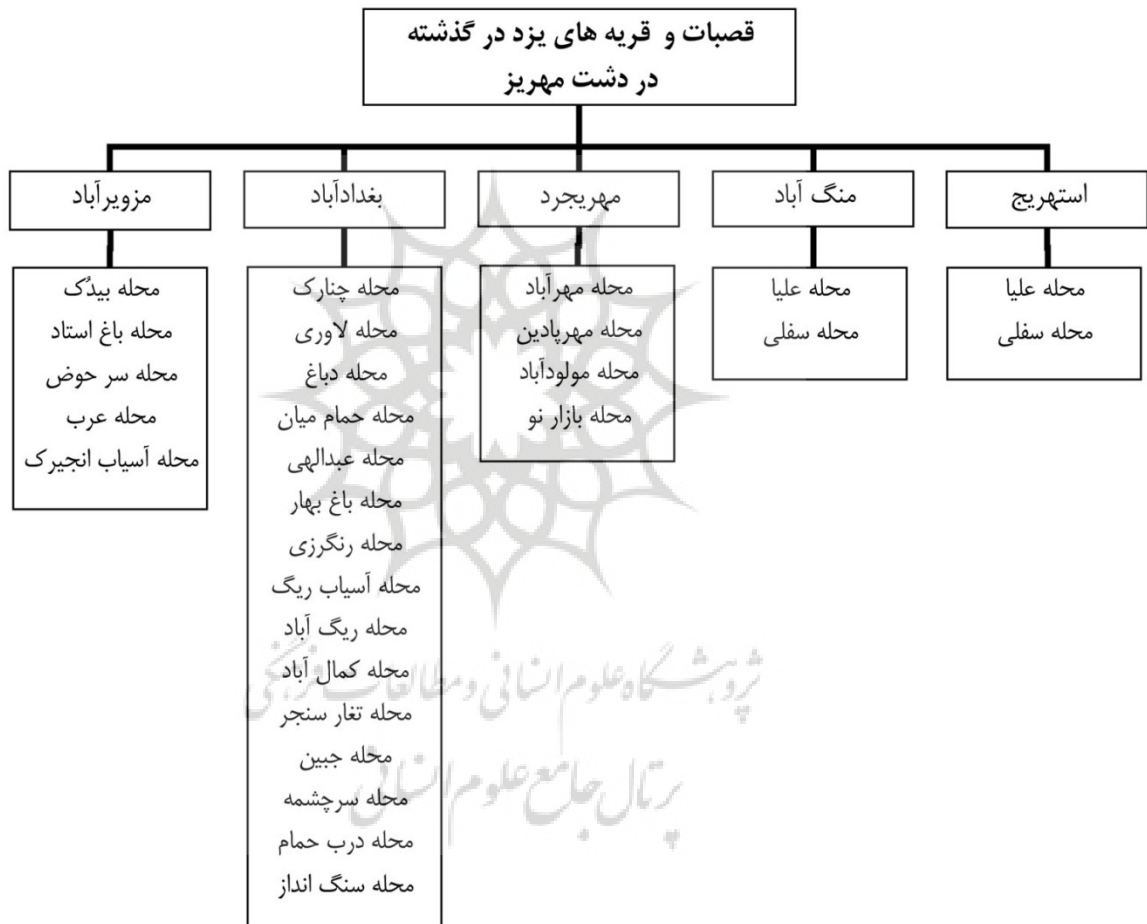 قصبات و قریه های یزد در گذشته
در دشت مهریز
استهریج
محله علیا
محله سفلی
منگ آباد
محله علیا
محله سفلی
مهریجرد
محله مهرآباد
محله مهرپادین
محله مولودآباد
محله بازار نو
بغدادآباد
محله چنارک
محله لاوری
محله دباغ
محله حمام میان
محله عبدالهی
محله باغ بهار
محله رنگرزی
محله آسیاب ریگ
محله ریگ آباد
محله کمال آباد
محله تغار سنجر
محله جبین
محله سرچشمه
محله درب حمام
محله سنگ انداز
مزویرآباد
محله بیدُک
محله باغ استاد
محله سر حوض
محله عرب
محله آسیاب انجیرک
پژوهشگاه علوم انسانی و مطالعات فرهنگی
پرتال جامع علوم انسانی